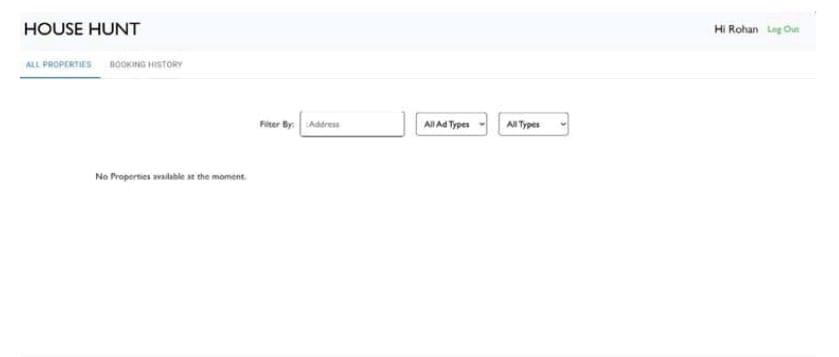 HOUSE HUNT
Hi Rohan Log Out
ALL PROPERTIES BOOKING HISTORY
Filter By: :Address All Ad Types All Types
No Properties available at the moment.